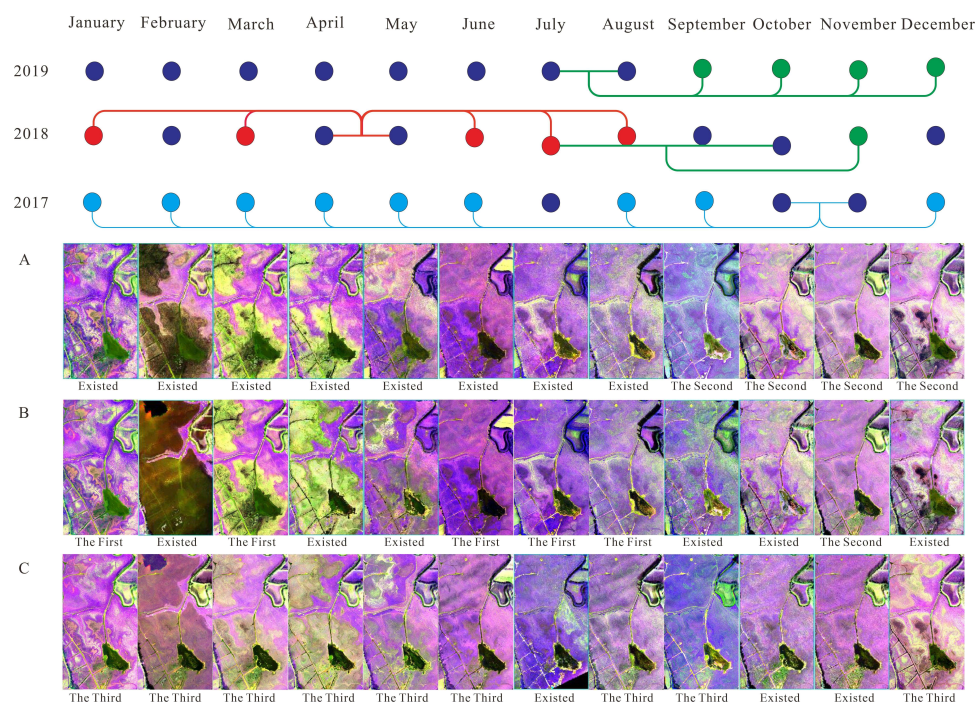 January February March April May June July August September October November December
2019
2018
2017
A
Existed Existed Existed Existed Existed Existed Existed Existed The Second The Second The Second The Second
B
The First Existed The First Existed Existed The First The First The First Existed Existed The Second Existed
C
The Third The Third The Third The Third The Third The Third Existed The Third The Third Existed Existed The Third